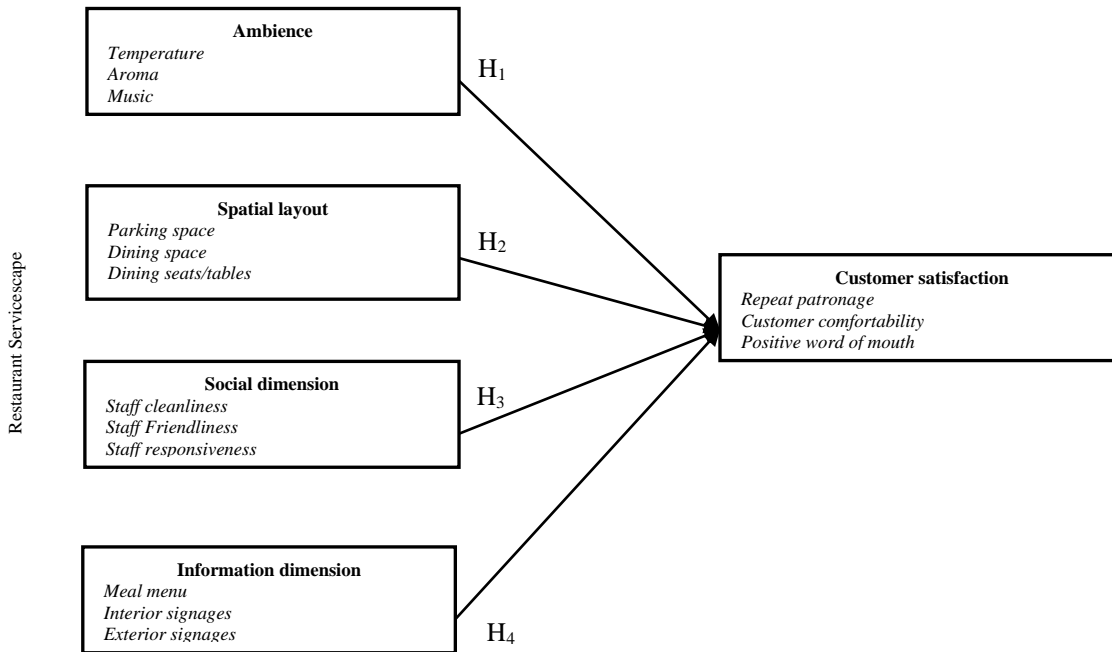 Restaurant Servicescape
Ambience
Temperature
Aroma
Music
H₁
Spatial layout
Parking space
Dining space
Dining seats/tables
H₂
Social dimension
Staff cleanliness
Staff Friendliness
Staff responsiveness
H₃
Information dimension
Meal menu
Interior signages
Exterior signages
H₄
Customer satisfaction
Repeat patronage
Customer comfortability
Positive word of mouth